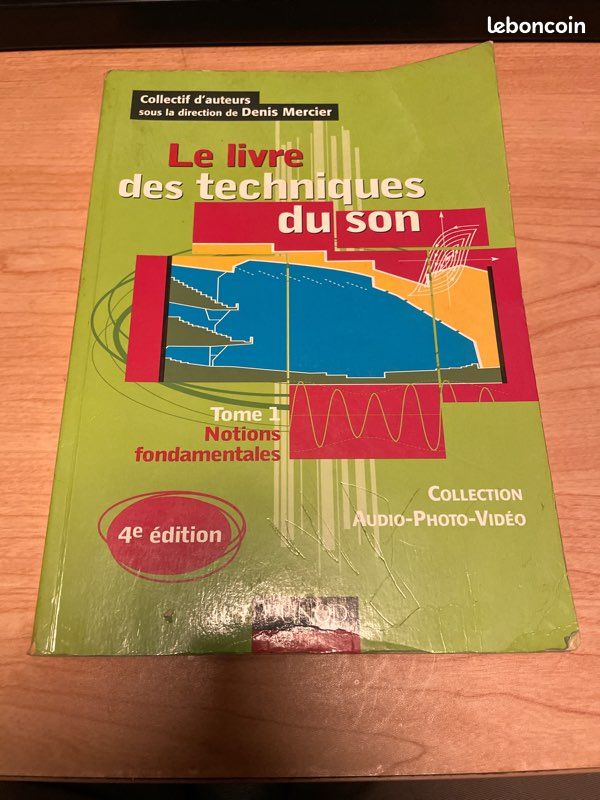 leboncoin
Collectif d'auteurs
sous la direction de Denis Mercier
Le livre
des techniques
du son
Tome 1
Notions
fondamentales
4e édition
COLLECTION
AUDIO-PHOTO-VIDÉO